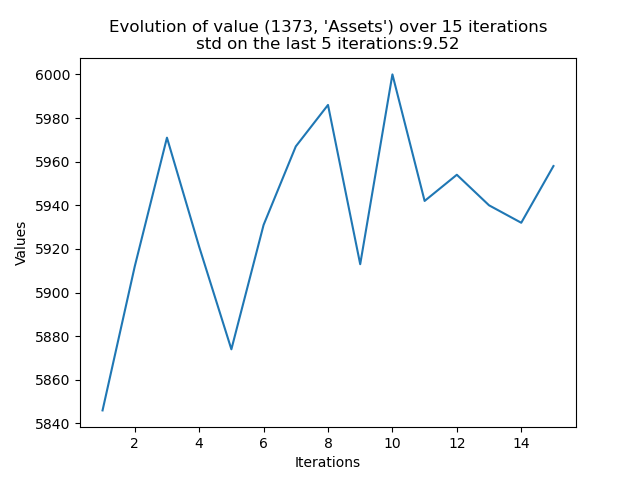 Evolution of value (1373, 'Assets') over 15 iterations
std on the last 5 iterations:9.52
6000
5980
5960
5940
5920
5900
5880
5860
5840
Values
2 4 6 8 10 12 14
Iterations